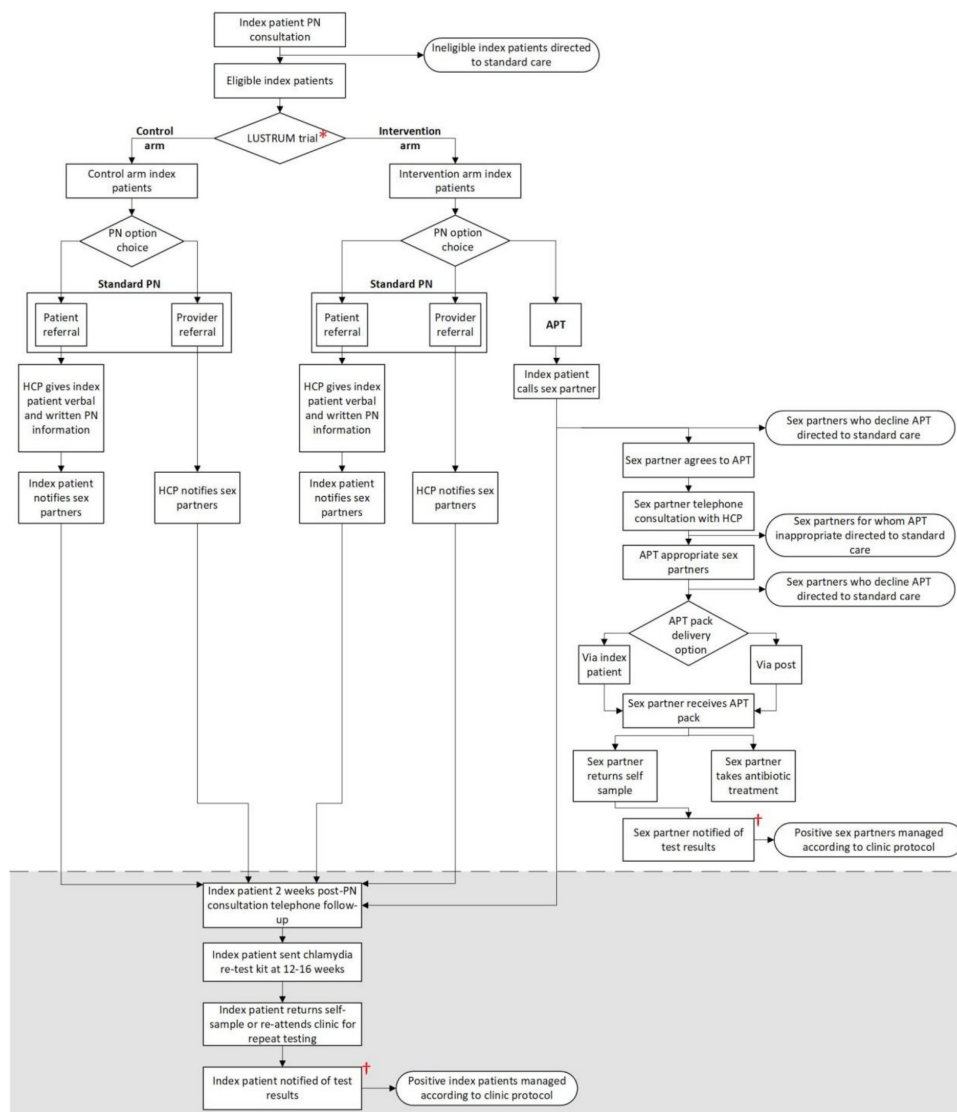 Index patient PN
consultation
Ineligible index patients directed
to standard care
Eligible index patients
LUSTRUM trial*
Control
arm
Intervention
arm
Control arm index
patients
Intervention arm index
patients
PN option
choice
PN option
choice
Standard PN
Standard PN
Patient
referral
Provider
referral
Patient
referral
Provider
referral
APT
HCP gives index
patient verbal
and written PN
information
HCP gives index
patient verbal
and written PN
information
Index patient
calls sex partner
Sex partners who decline APT
directed to standard care
Sex partner agrees to APT
Index patient
notifies sex
partners
HCP notifies sex
partners
Index patient
notifies sex
partners
HCP notifies sex
partners
Sex partner telephone
consultation with HCP
Sex partners for whom APT
inappropriate directed to standard
care
APT appropriate sex
partners
Sex partners who decline APT
directed to standard care
APT pack
delivery
option
Via index
patient
Via post
Sex partner receives APT
pack
Sex partner
returns self
sample
Sex partner
takes antibiotic
treatment
Sex partner notified of
test results
†
Positive sex partners managed
according to clinic protocol
Index patient 2 weeks post-PN
consultation telephone follow-
up
Index patient sent chlamydia
re-test kit at 12-16 weeks
Index patient returns self-
sample or re-attends clinic for
repeat testing
Index patient notified of test
results
†
Positive index patients managed
according to clinic protocol